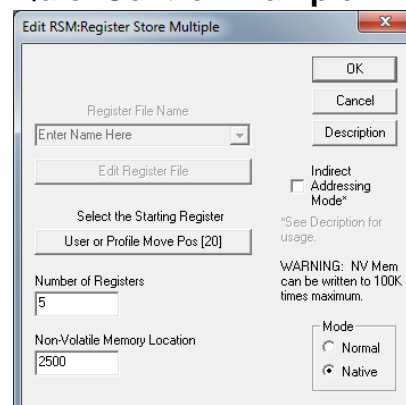 Edit RSM:Register Store Multiple
OK
Cancel
Description
Register File Name
Enter Name Here
Edit Register File
Indirect
Addressing
Mode*
*See Decription for
usage.
Select the Starting Register
User or Profile Move Pos [20]
WARNING: NV Mem
can be written to 100K
times maximum.
Number of Registers
5
Non-Volatile Memory Location
2500
Mode
Normal
Native